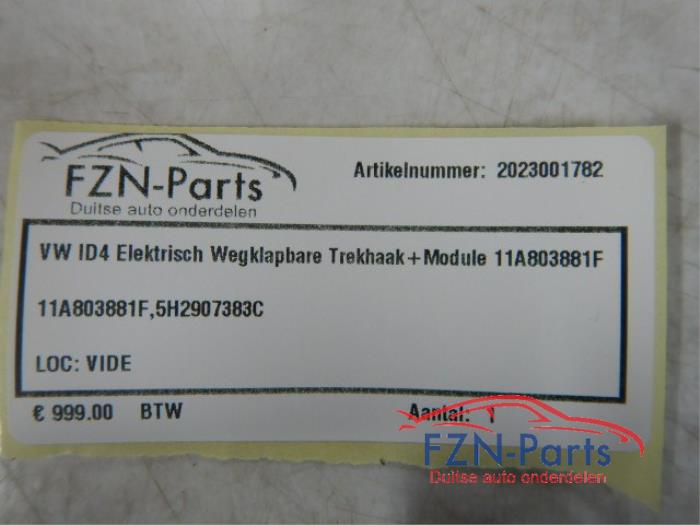 FZN-Parts
Duitse auto onderdelen
Artikelnummer: 2023001782
VW ID4 Elektrisch Wegklapbare Trekhaak+Module 11A803881F
11A803881F,5H2907383C
LOC: VIDE
€ 999.00 BTW Aantal: 1
FZN-Parts
Duitse auto onderdelen